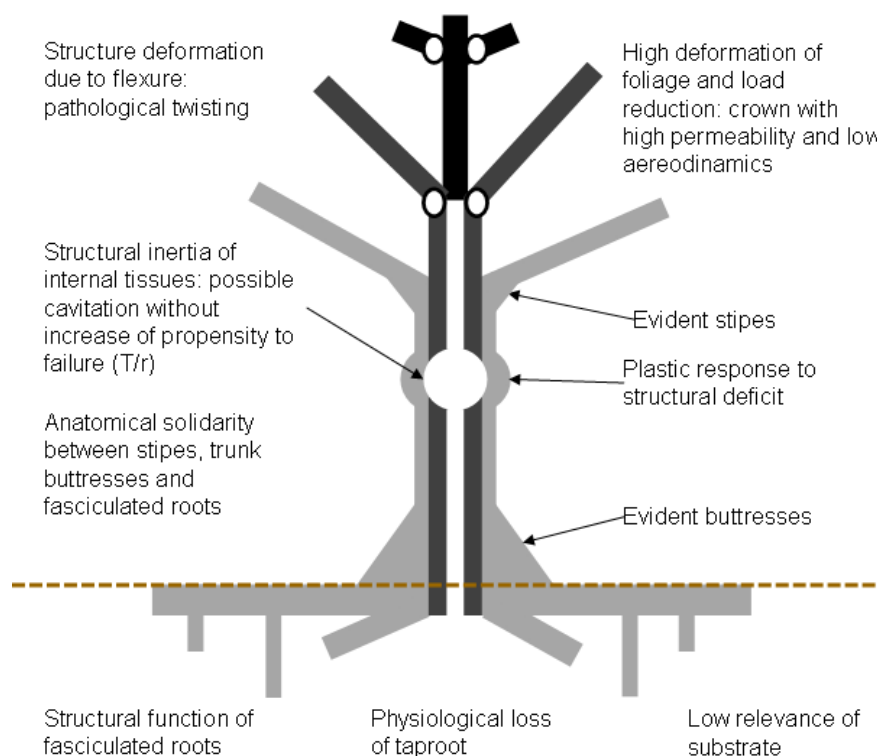 Structure deformation
due to flexure:
pathological twisting
High deformation of
foliage and load
reduction: crown with
high permeability and low
aereodinamics
Structural inertia of
internal tissues: possible
cavitation without
increase of propensity to
failure (T/r)
Evident stipes
Plastic response to
structural deficit
Anatomical solidarity
between stipes, trunk
buttresses and
fasciculated roots
Evident buttresses
Structural function of
fasciculated roots
Physiological loss
of taproot
Low relevance of
substrate